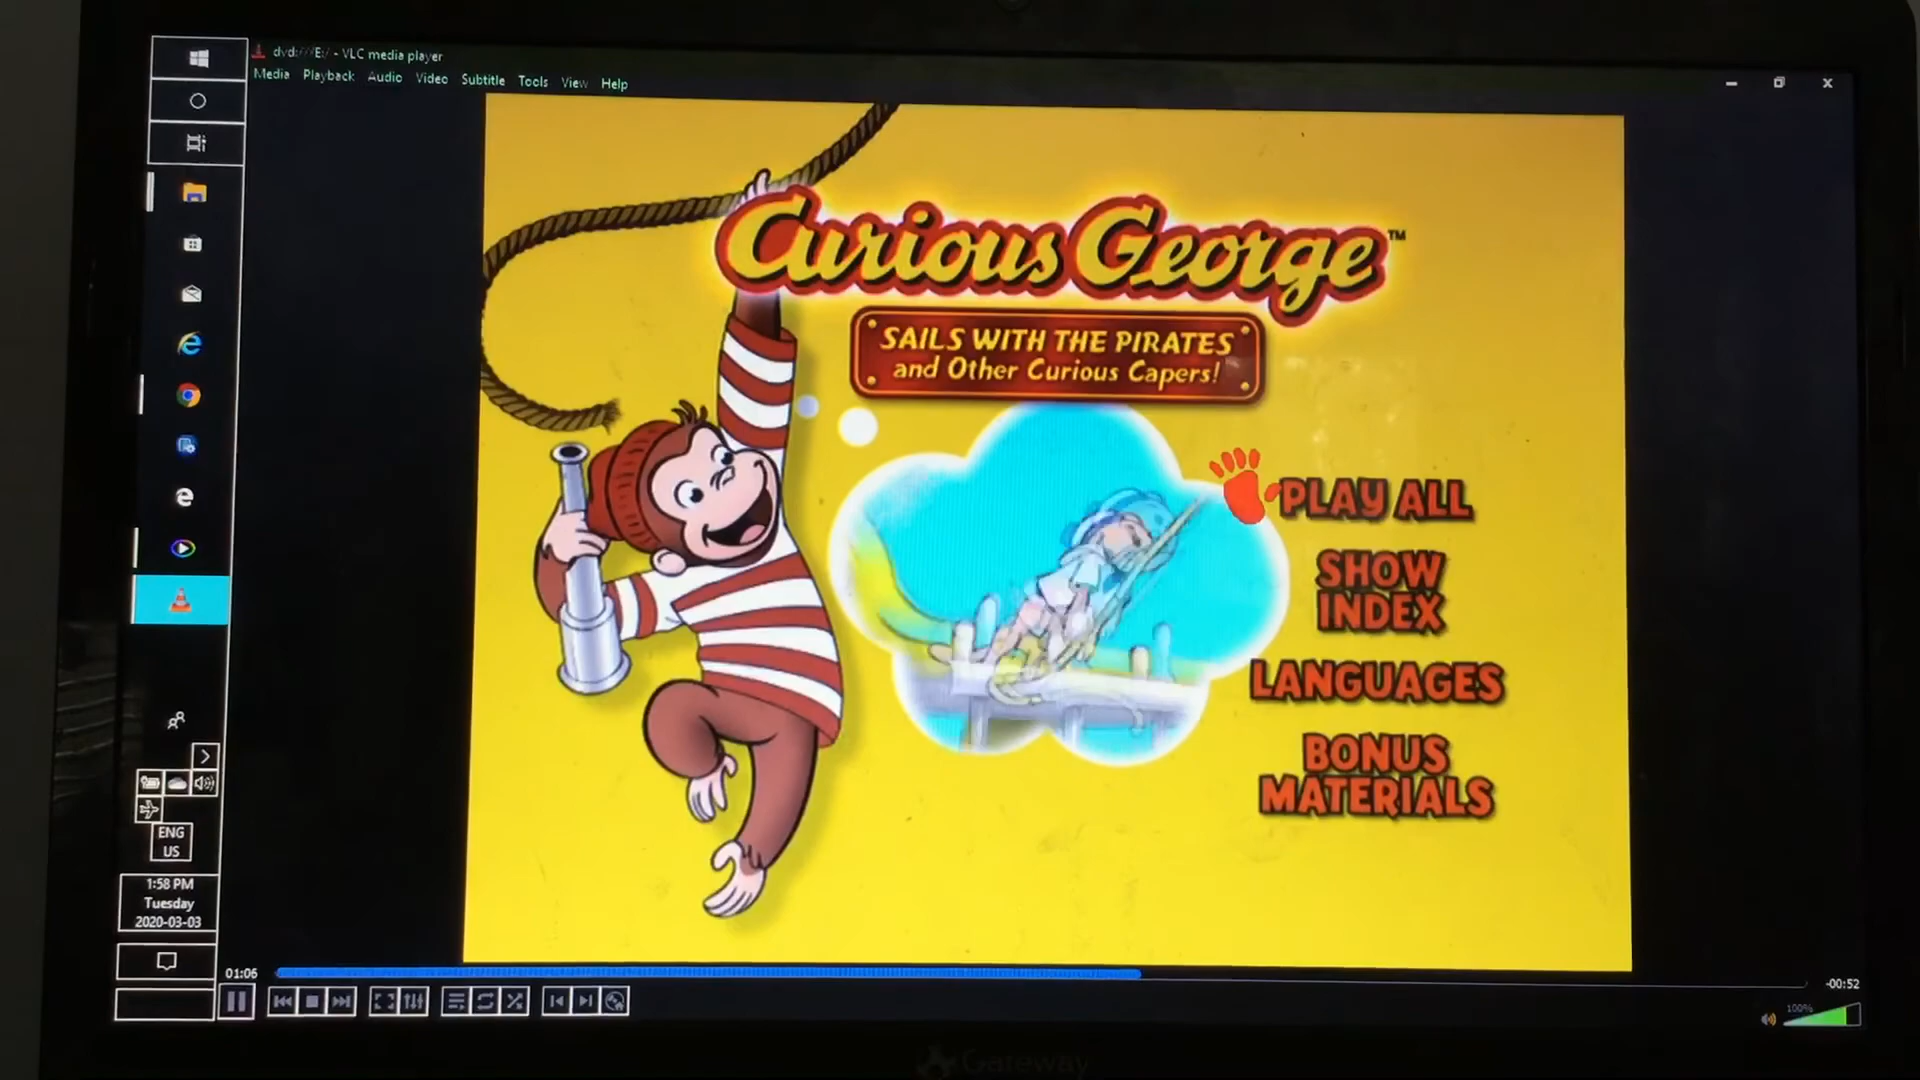 dvd:///E:/ - VLC media player
Media Playback Audio Video Subtitle Tools View Help
Curious George™
SAILS WITH THE PIRATES
and Other Curious Capers!
PLAY ALL
SHOW
INDEX
LANGUAGES
BONUS
MATERIALS
ENG
US
1:58 PM
Tuesday
2020-03-03
01:06
-00:52
100%
Gateway